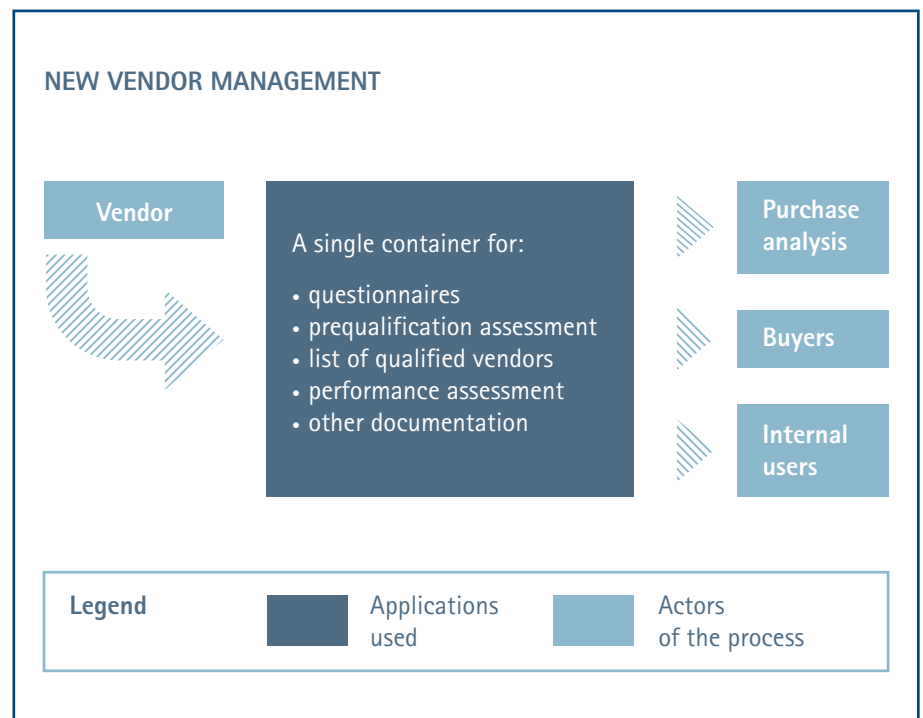 NEW VENDOR MANAGEMENT
Vendor
A single container for:
• questionnaires
• prequalification assessment
• list of qualified vendors
• performance assessment
• other documentation
Purchase
analysis
Buyers
Internal
users
Legend
Applications
used
Actors
of the process